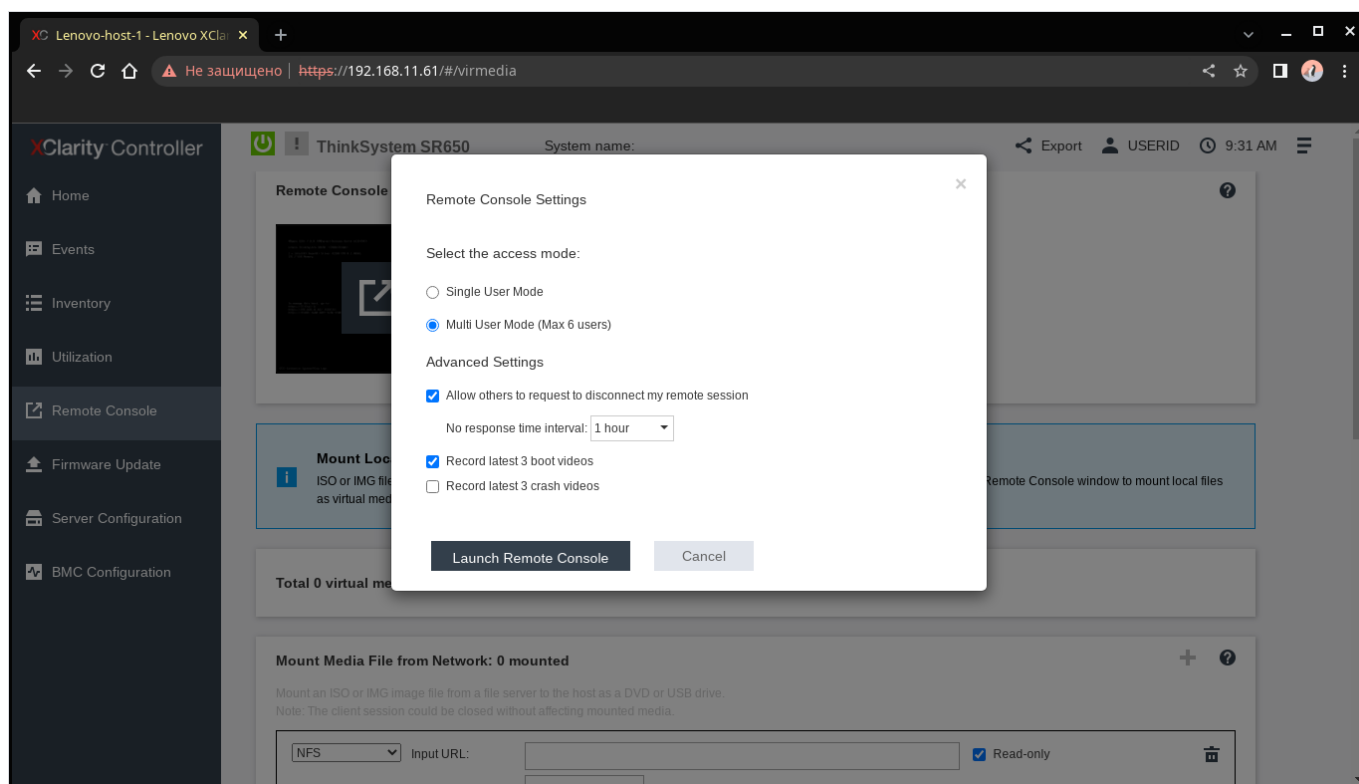 XC Lenovo-host-1 - Lenovo XCla
Не защищено | https://192.168.11.61/#/virmedia
XClarity Controller
ThinkSystem SR650 System name:
Export USERID 9:31 AM
Home
Events
Inventory
Utilization
Remote Console
Firmware Update
Server Configuration
BMC Configuration
Remote Console
Remote Console Settings
Select the access mode:
Single User Mode
Multi User Mode (Max 6 users)
Advanced Settings
Allow others to request to disconnect my remote session
No response time interval: 1 hour
Record latest 3 boot videos
Record latest 3 crash videos
Launch Remote Console Cancel
Mount Loc
ISO or IMG file
Remote Console window to mount local files
as virtual med
Total 0 virtual me
Mount Media File from Network: 0 mounted
Mount an ISO or IMG image file from a file server to the host as a DVD or USB drive.
Note: The client session could be closed without affecting mounted media.
NFS Input URL: Read-only